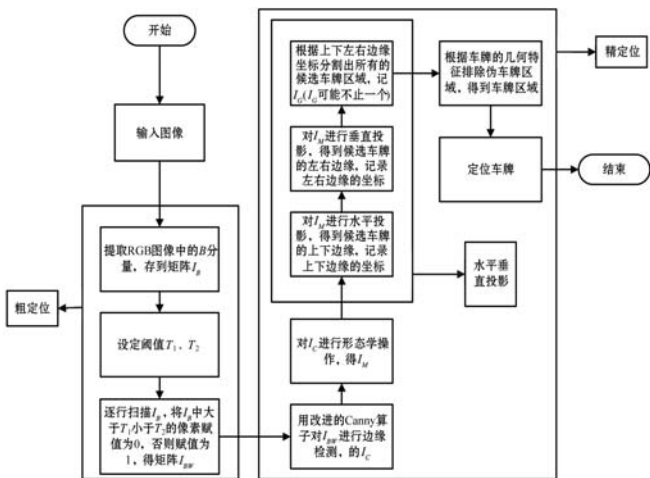 开始
输入图像
提取RGB图像中的B分
量，存到矩阵I_B
粗定位
设定阈值T₁、T₂
逐行扫描I_B，将I_B中大
于T₁小于T₂的像素赋
值为0，否则赋值为
1，得矩阵I_BW
用改进的Canny算
子对I_BW进行边缘
检测，的I_C
对I_C进行形态学操
作，得I_M
对I_M进行水平投
影，得到候选车牌
的上下边缘，记录
上下边缘的坐标
对I_M进行垂直投
影，得到候选车牌
的左右边缘，记录
左右边缘的坐标
根据上下左右边缘
坐标分割出所有的
候选车牌区域，记
I_G(I_G可能不止一个)
水平垂
直投影
根据车牌的几何特
征排除伪车牌区
域，得到车牌区域
精定位
定位车牌
结束